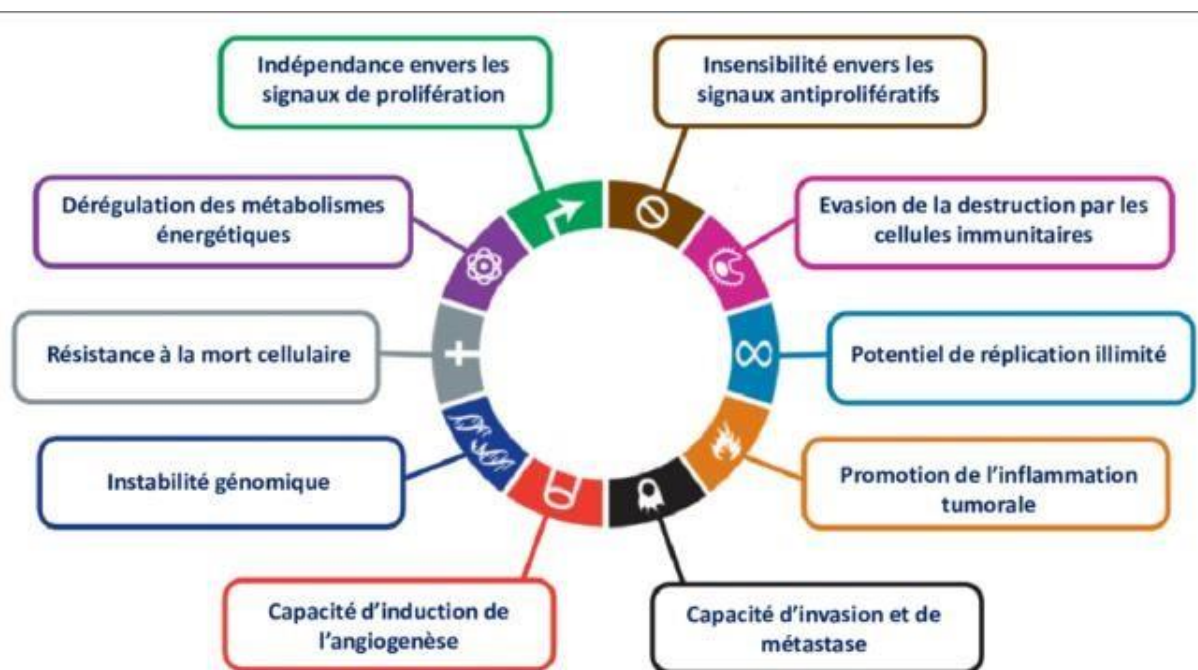 Indépendance envers les
signaux de prolifération
Insensibilité envers les
signaux antiprolifératifs
Dérégulation des métabolismes
énergétiques
Evasion de la destruction par les
cellules immunitaires
Résistance à la mort cellulaire
Potentiel de réplication illimité
Instabilité génomique
Promotion de l'inflammation
tumorale
Capacité d'induction de
l'angiogenèse
Capacité d'invasion et de
métastase